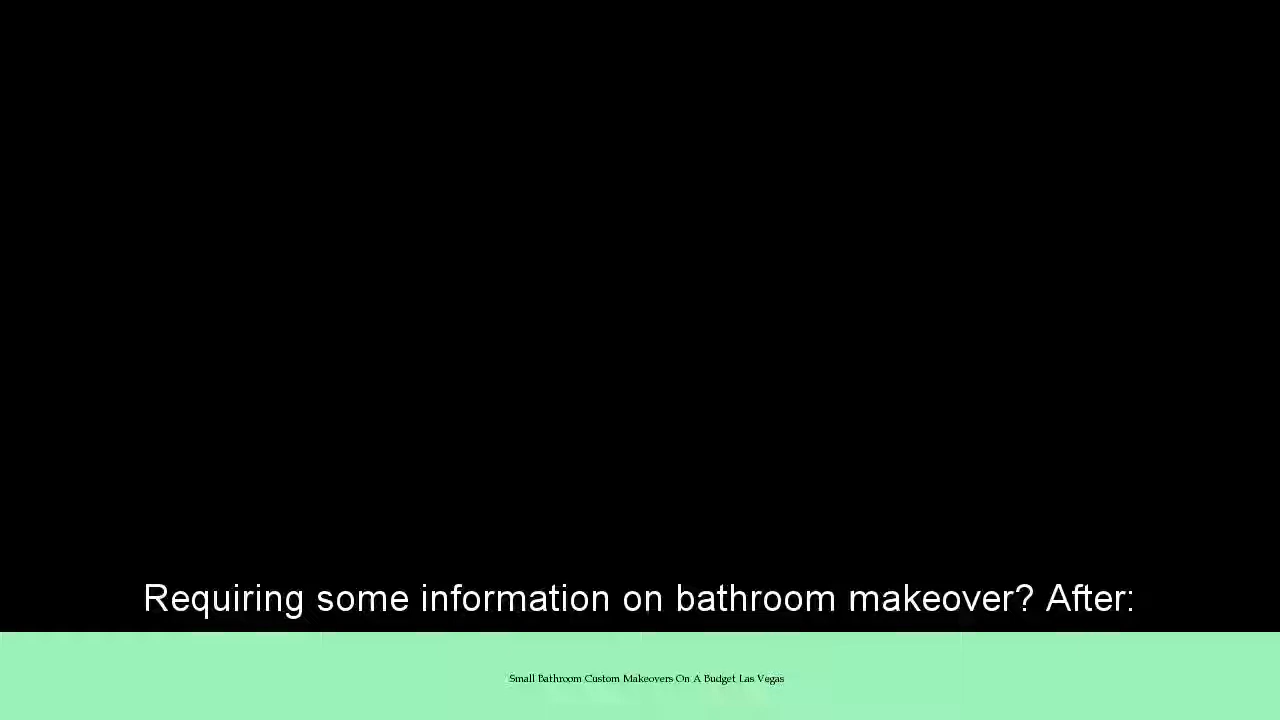 Requiring some information on bathroom makeover? After:
Small Bathroom Custom Makeovers On A Budget Las Vegas